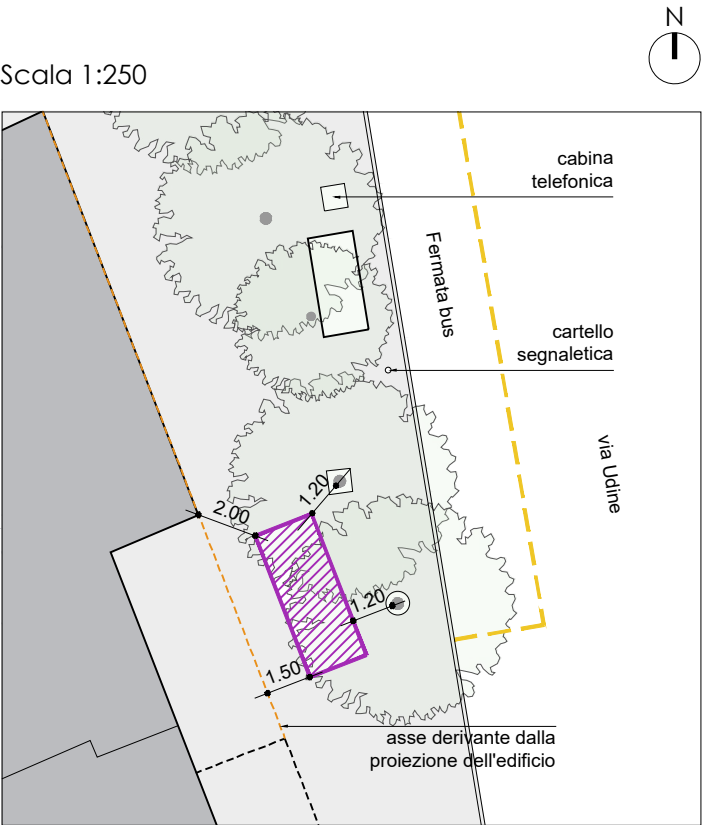 N
Scala 1:250
cabina
telefonica
Fermata bus
cartello
segnaletica
via Udine
1.20
2.00
1.20
1.50
asse derivante dalla
proiezione dell'edificio